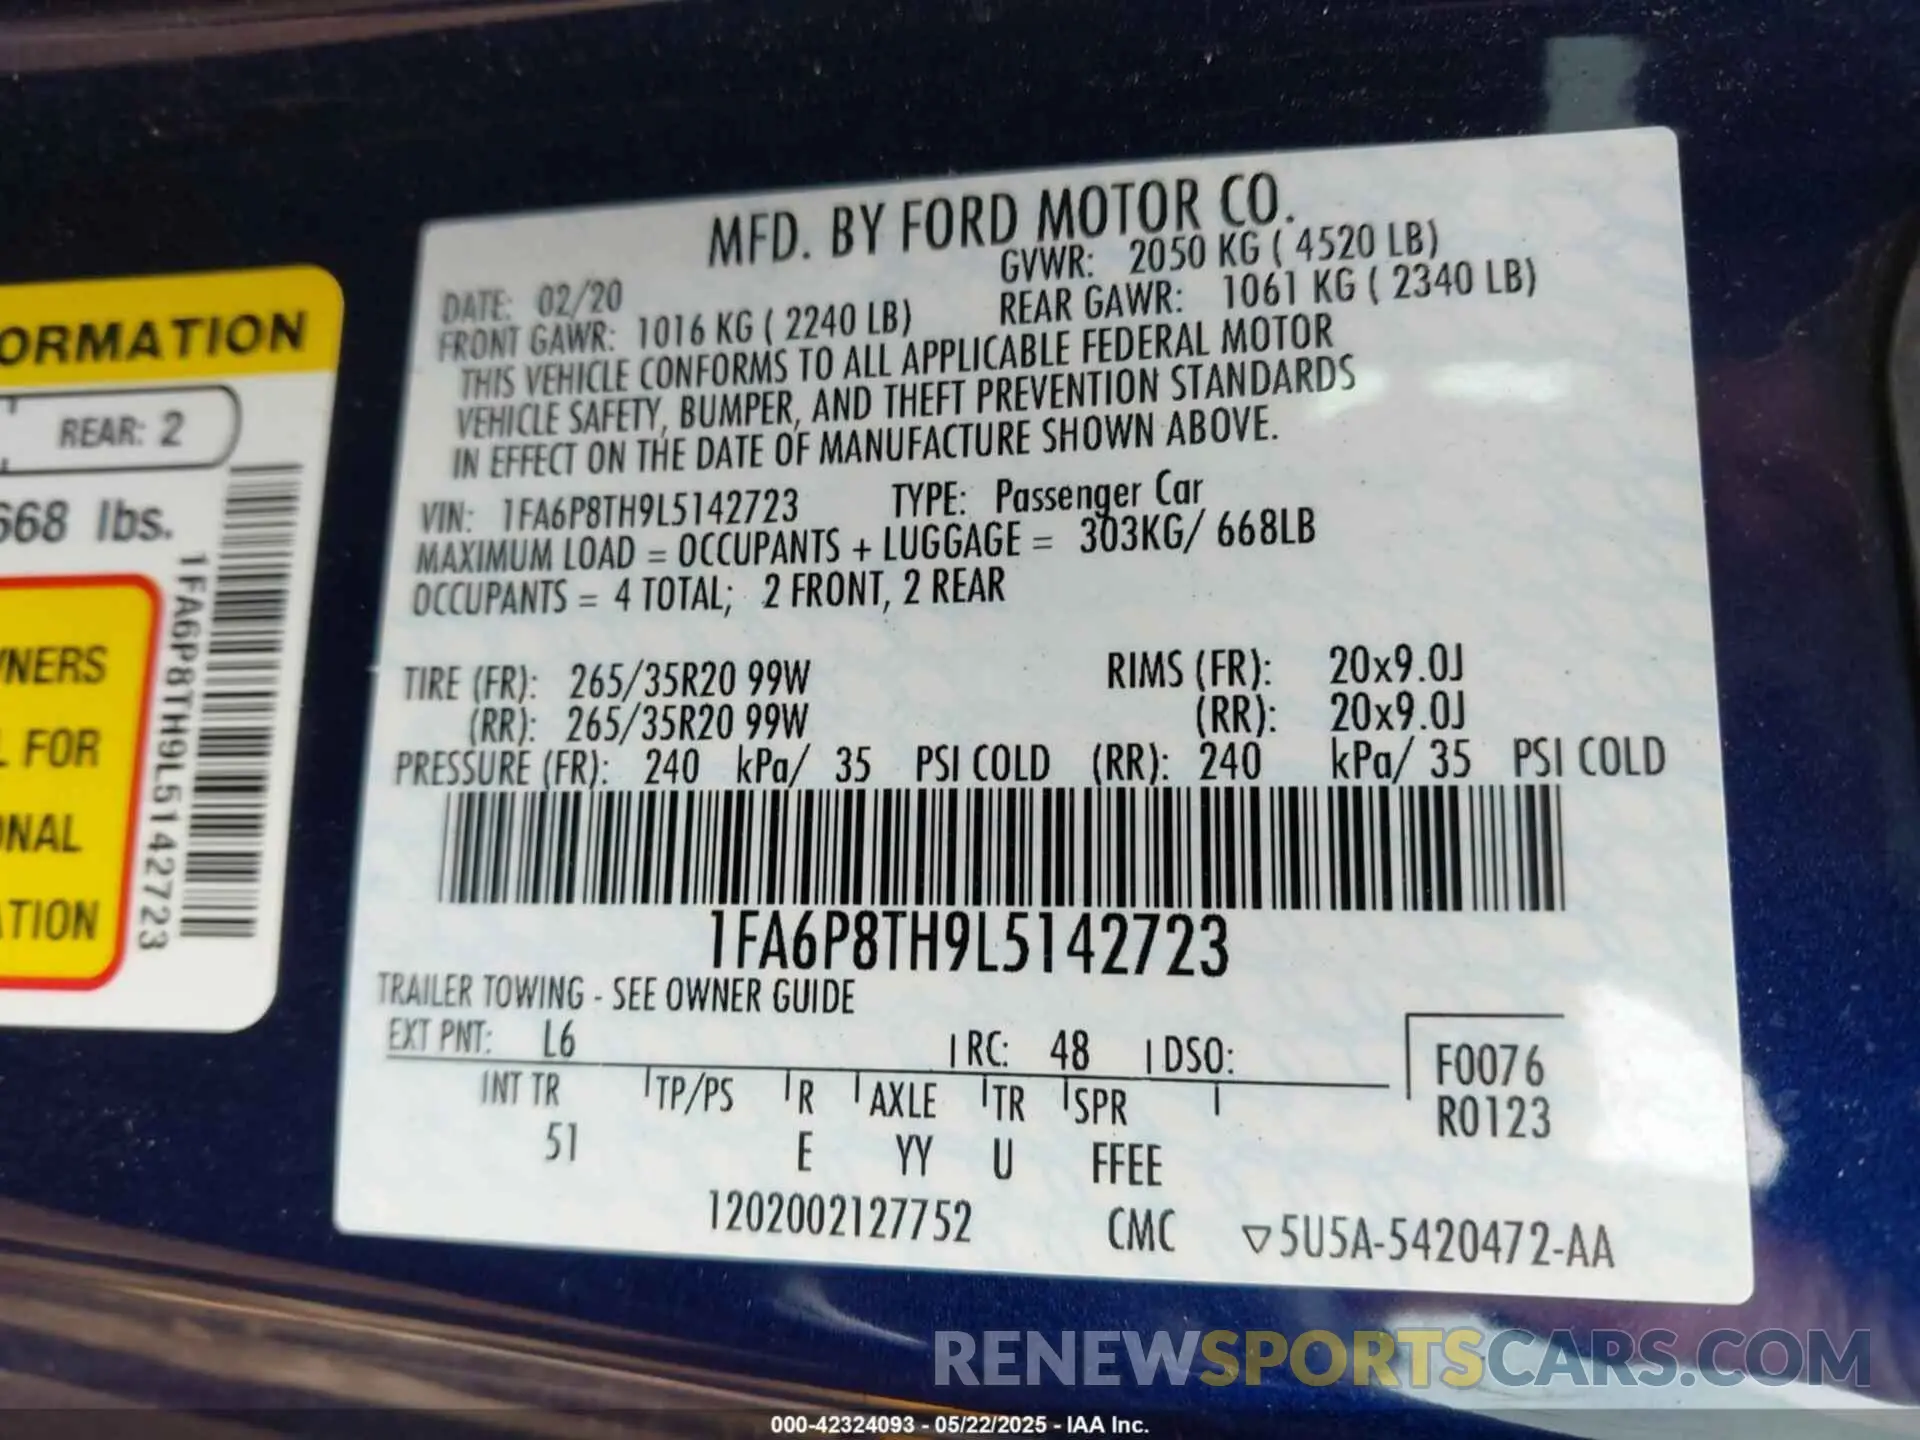 MFD. BY FORD MOTOR CO.
DATE: 02/20
GVWR: 2050 KG ( 4520 LB)
FRONT GAWR: 1016 KG ( 2240 LB)
REAR GAWR: 1061 KG ( 2340 LB)
THIS VEHICLE CONFORMS TO ALL APPLICABLE FEDERAL MOTOR
VEHICLE SAFETY, BUMPER, AND THEFT PREVENTION STANDARDS
IN EFFECT ON THE DATE OF MANUFACTURE SHOWN ABOVE.
VIN: 1FA6P8TH9L5142723 TYPE: Passenger Car
MAXIMUM LOAD = OCCUPANTS + LUGGAGE = 303KG/ 668LB
OCCUPANTS = 4 TOTAL; 2 FRONT, 2 REAR
TIRE (FR): 265/35R20 99W RIMS (FR): 20x9.0J
(RR): 265/35R20 99W (RR): 20x9.0J
PRESSURE (FR): 240 kPa/ 35 PSI COLD (RR): 240 kPa/ 35 PSI COLD
1FA6P8TH9L5142723
TRAILER TOWING - SEE OWNER GUIDE
EXT PNT: L6 RC: 48 DSO:
F0076
R0123
INT TR TP/PS R AXLE TR SPR
51 E YY U FFEE
1202002127752 CMC ▽5U5A-5420472-AA
ORMATION
REAR: 2
668 lbs.
1FA6P8TH9L5142723
NERS
L FOR
ONAL
ATION
RENEWSPORTSCARS.COM
000-42324093 - 05/22/2025 - IAA Inc.